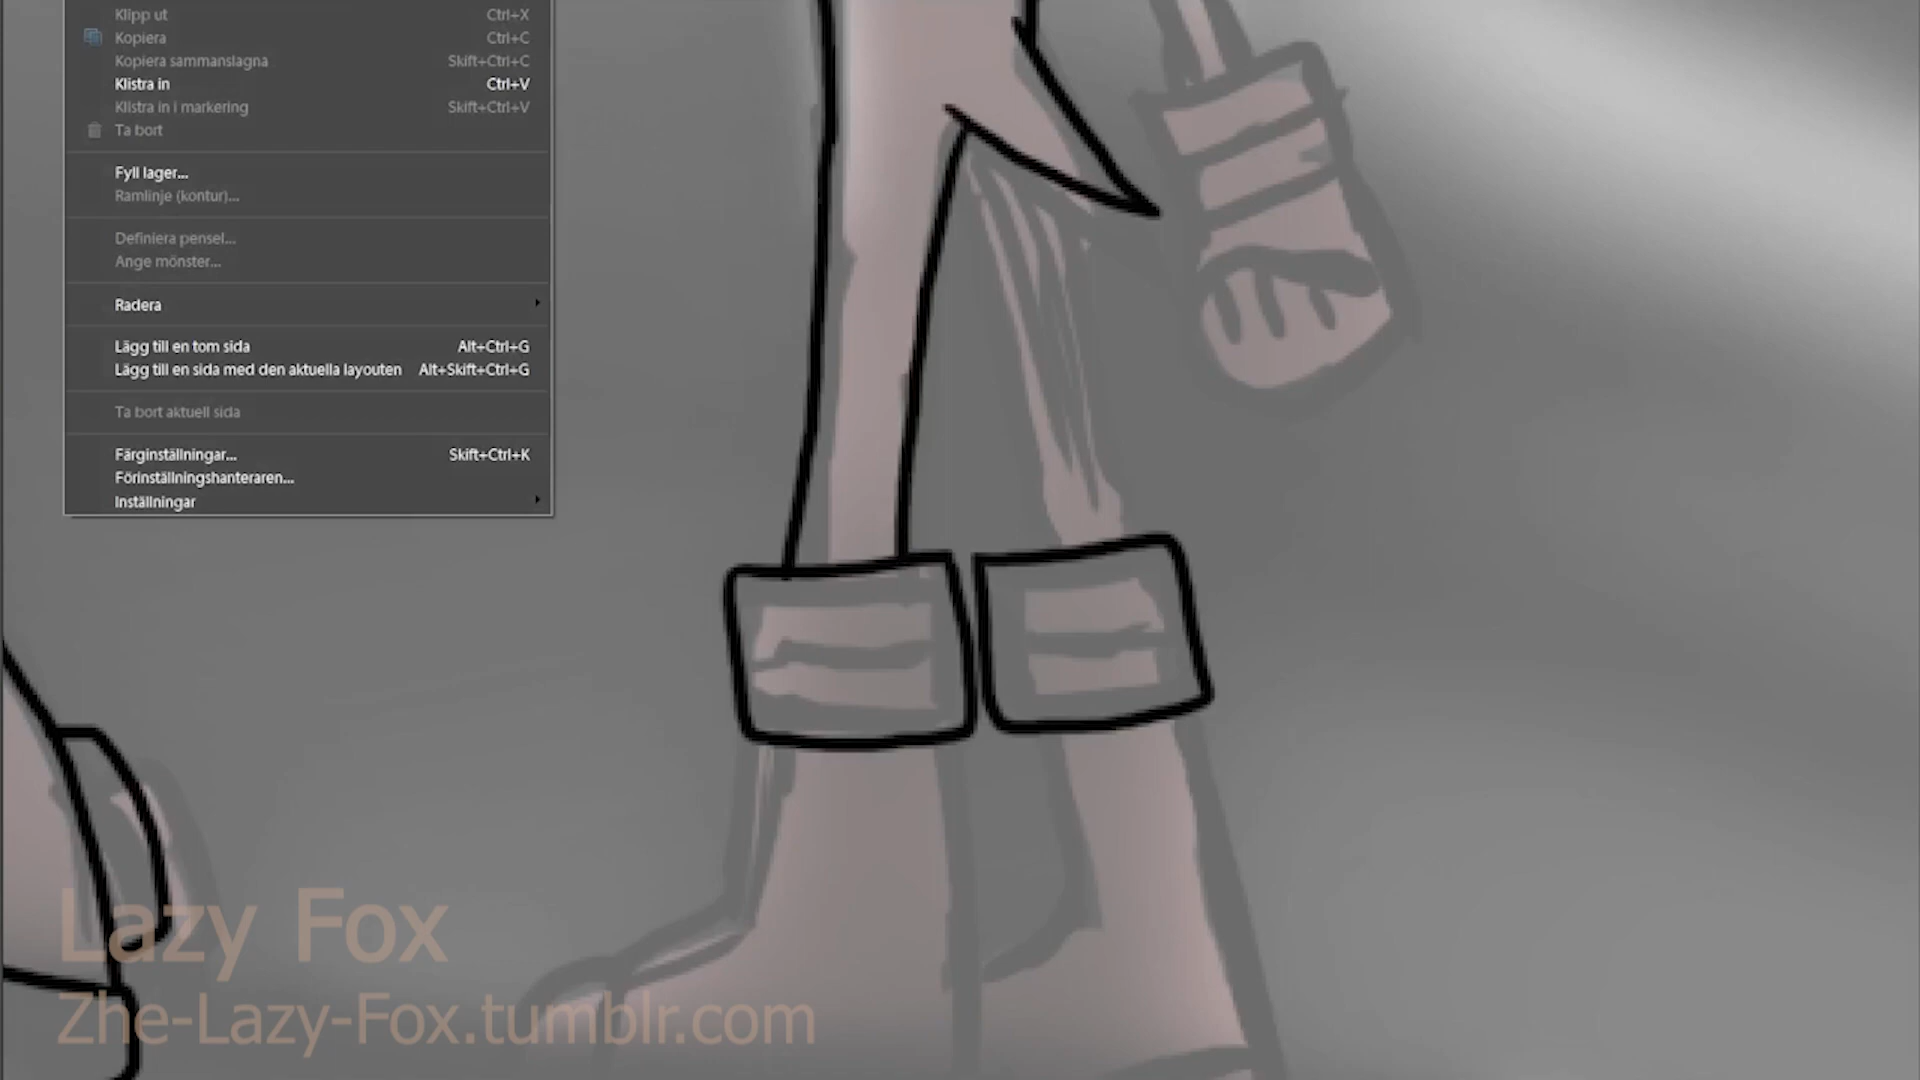 Klipp ut Ctrl+X
Kopiera Ctrl+C
Kopiera sammanslagna Skift+Ctrl+C
Klistra in Ctrl+V
Klistra in i markering Skift+Ctrl+V
Ta bort
Fyll lager...
Ramlinje (kontur)...
Definiera pensel...
Ange mönster...
Radera
Lägg till en tom sida Alt+Ctrl+G
Lägg till en sida med den aktuella layouten Alt+Skift+Ctrl+G
Ta bort aktuell sida
Färginställningar... Skift+Ctrl+K
Förinställningshanteraren...
Inställningar
Lazy Fox
Zhe-Lazy-Fox.tumblr.com